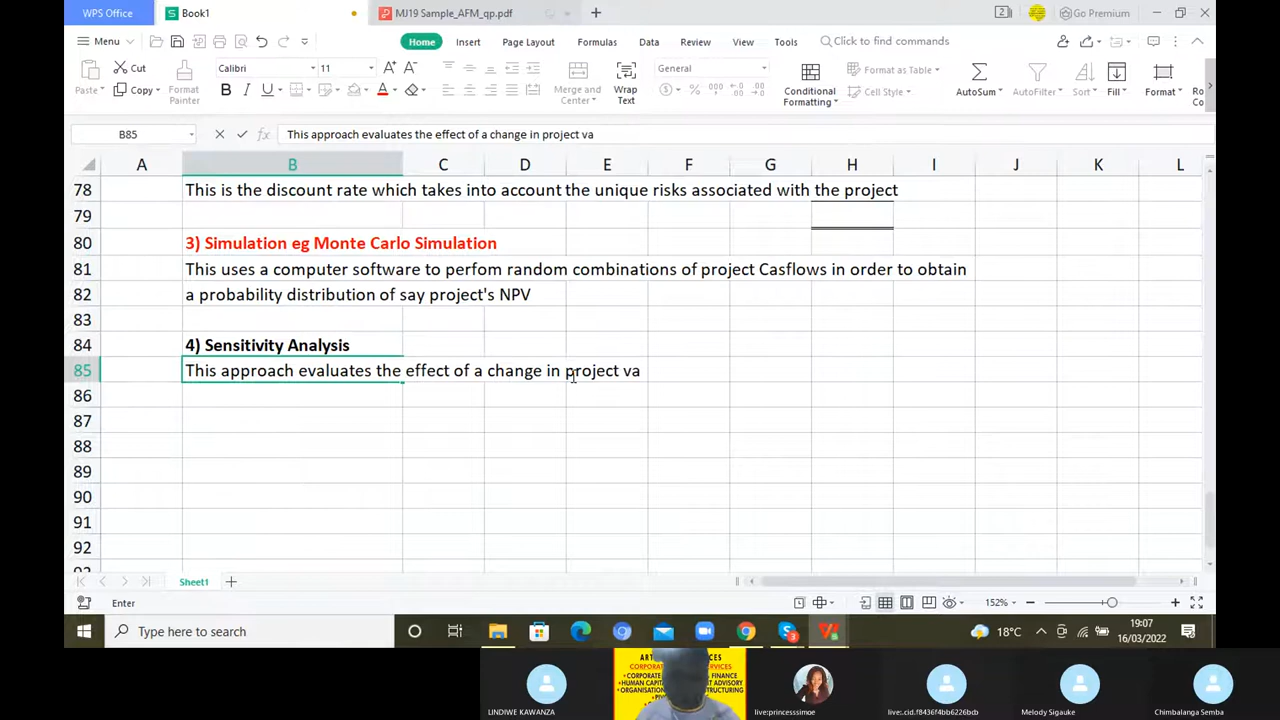 WPS Office
Book1
MJ19 Sample_AFM_qp.pdf
2
Go Premium
Menu
Home
Insert
Page Layout
Formulas
Data
Review
View
Tools
Click to find commands
Paste
Cut
Copy
Format
Painter
Calibri
11
B I U A
Merge and
Center
Wrap
Text
General
Conditional
Formatting
Format as Table
Cell Style
AutoSum
AutoFilter
Sort
Fill
Format
B85
fx
This approach evaluates the effect of a change in project va
A B C D E F G H I J K L
78 This is the discount rate which takes into account the unique risks associated with the project
79
80 3) Simulation eg Monte Carlo Simulation
81 This uses a computer software to perfom random combinations of project Casflows in order to obtain
82 a probability distribution of say project's NPV
83
84 4) Sensitivity Analysis
85 This approach evaluates the effect of a change in project va
86
87
88
89
90
91
92
Sheet1
Enter
152%
Type here to search
18°C
19:07
16/03/2022
LINDIWE KAWANZA
live:princesssimoe
live:.cid.f8436f4bb6226bcb
Melody Sigauke
Chimbalanga Semba